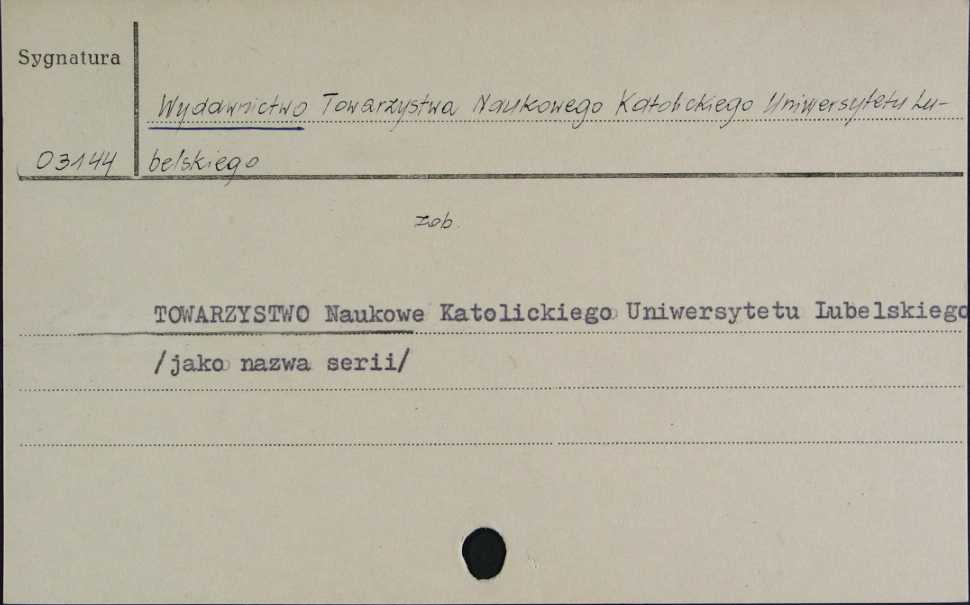 Sygnatura
Wydawnictwo Towarzystwa Naukowego Katolickiego Uniwersytetu Lu-
03144 belskiego
zob.
TOWARZYSTWO Naukowe Katolickiego Uniwersytetu Lubelskiego
/jako nazwa serii/